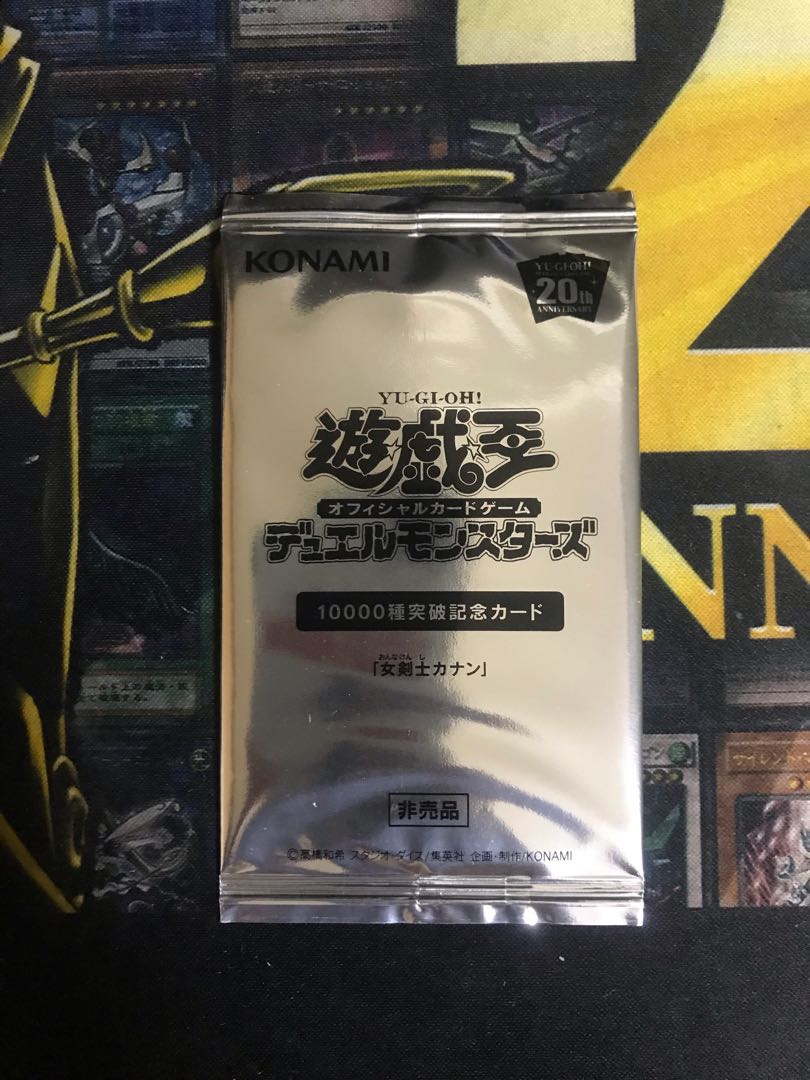 KONAMI
YU-GI-OH!
20th
ANNIVERSARY
YU-GI-OH!
遊戯王
オフィシャルカードゲーム
デュエルモンスターズ
10000種突破記念カード
おんなけんし
「女剣士カナン」
非売品
©高橋和希 スタジオ・ダイス/集英社 企画・制作/KONAMI
NN